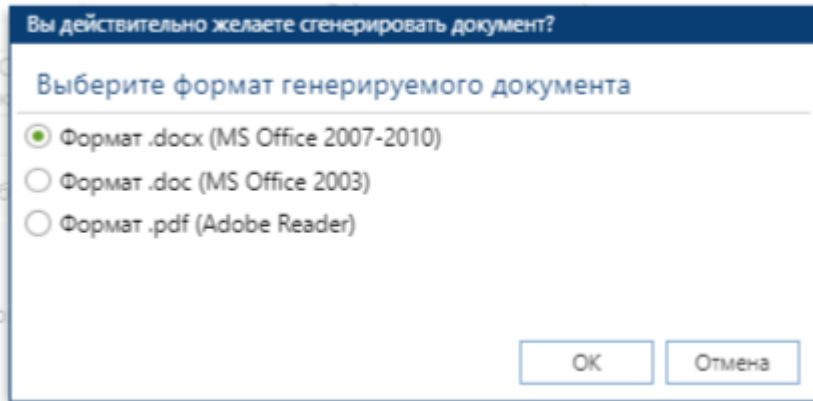 Вы действительно желаете сгенерировать документ?
Выберите формат генерируемого документа
Формат .docx (MS Office 2007-2010)
Формат .doc (MS Office 2003)
Формат .pdf (Adobe Reader)
ОК
Отмена